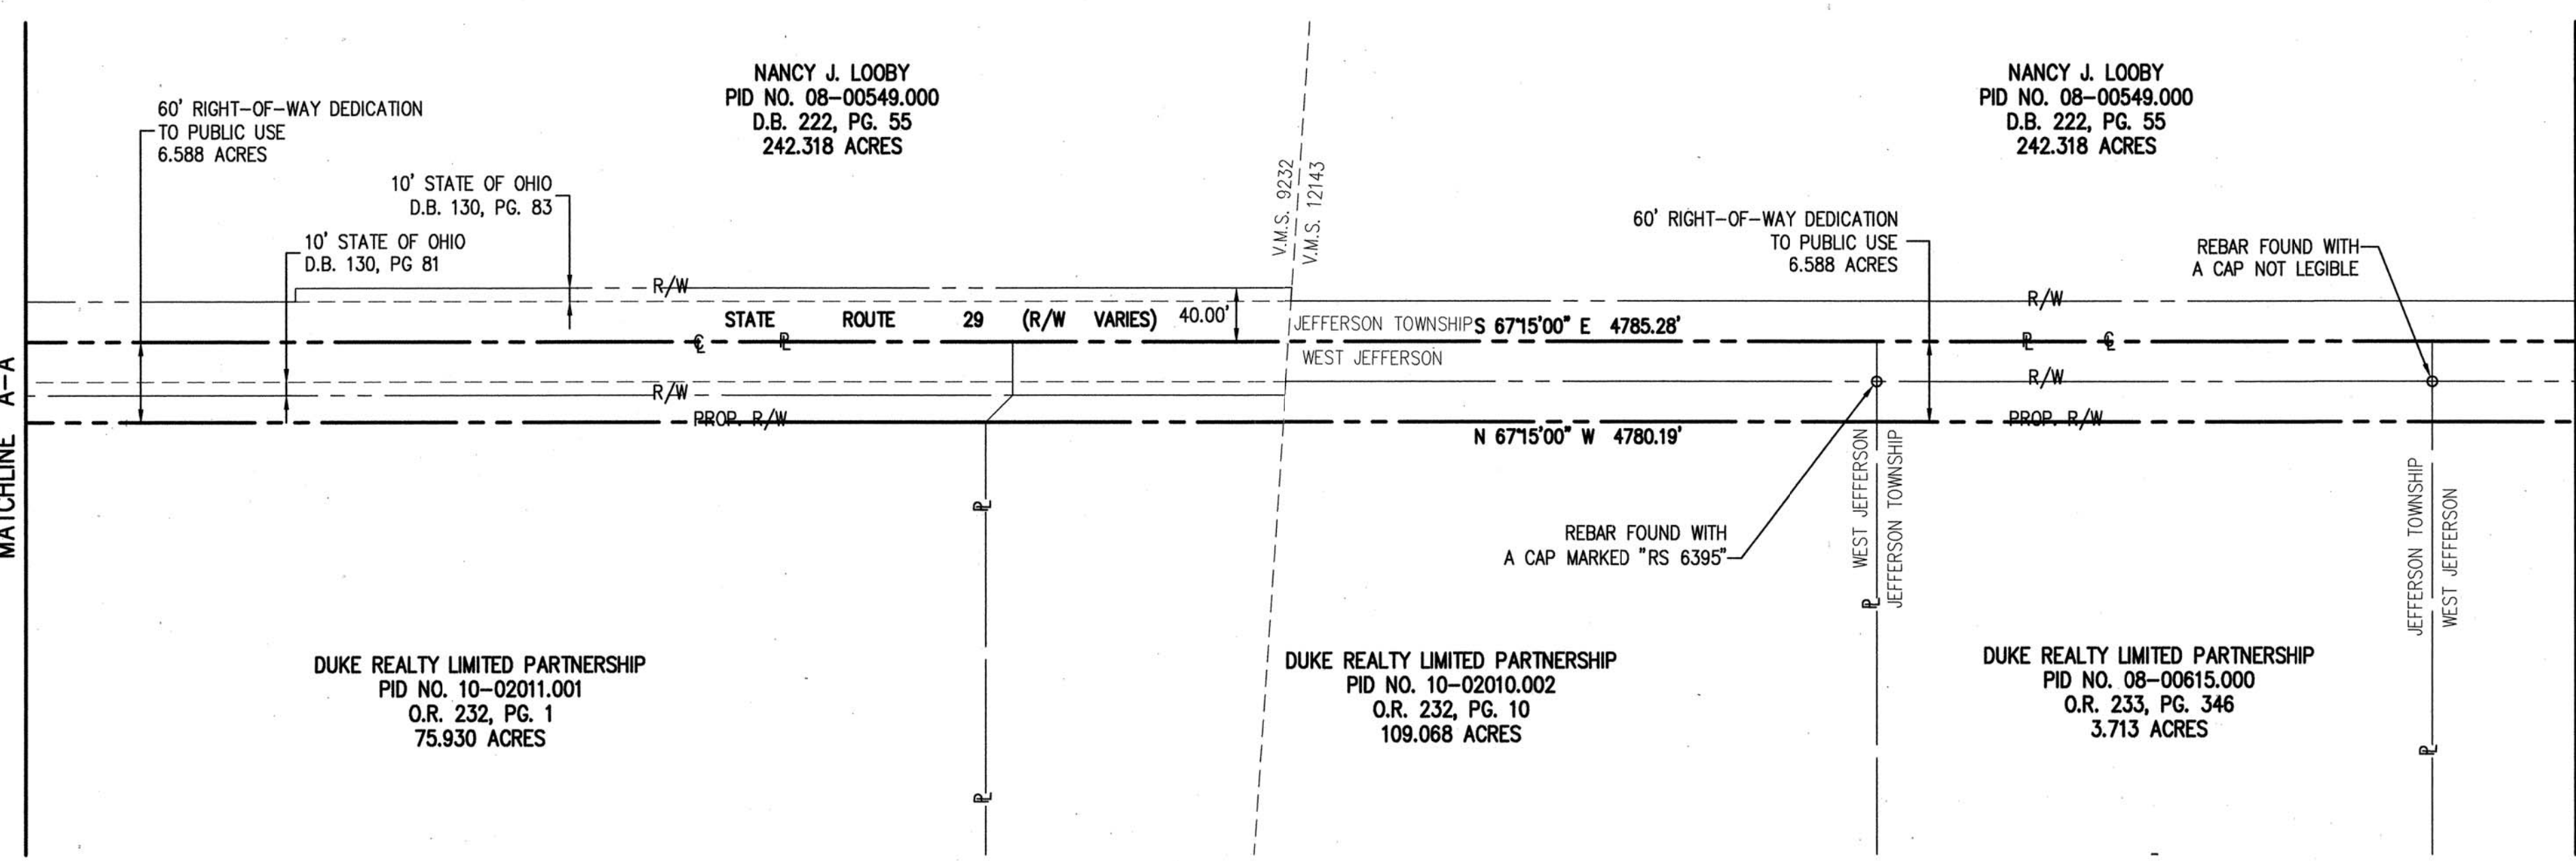 NANCY J. LOOBY
PID NO. 08-00549.000
D.B. 222, PG. 55
242.318 ACRES
NANCY J. LOOBY
PID NO. 08-00549.000
D.B. 222, PG. 55
242.318 ACRES
60' RIGHT-OF-WAY DEDICATION
TO PUBLIC USE
6.588 ACRES
10' STATE OF OHIO
D.B. 130, PG. 83
10' STATE OF OHIO
D.B. 130, PG 81
V.M.S. 9232
V.M.S. 12143
60' RIGHT-OF-WAY DEDICATION
TO PUBLIC USE
6.588 ACRES
REBAR FOUND WITH
A CAP NOT LEGIBLE
R/W
R/W
STATE ROUTE 29 (R/W VARIES)
40.00'
JEFFERSON TOWNSHIP
S 67°15'00" E 4785.28'
℄
PL
PL
℄
WEST JEFFERSON
MATCHLINE A-A
R/W
R/W
PROP. R/W
PROP. R/W
N 67°15'00" W 4780.19'
WEST JEFFERSON
JEFFERSON TOWNSHIP
JEFFERSON TOWNSHIP
WEST JEFFERSON
PL
REBAR FOUND WITH
A CAP MARKED "RS 6395"
PL
DUKE REALTY LIMITED PARTNERSHIP
PID NO. 10-02011.001
O.R. 232, PG. 1
75.930 ACRES
DUKE REALTY LIMITED PARTNERSHIP
PID NO. 10-02010.002
O.R. 232, PG. 10
109.068 ACRES
DUKE REALTY LIMITED PARTNERSHIP
PID NO. 08-00615.000
O.R. 233, PG. 346
3.713 ACRES
PL
PL